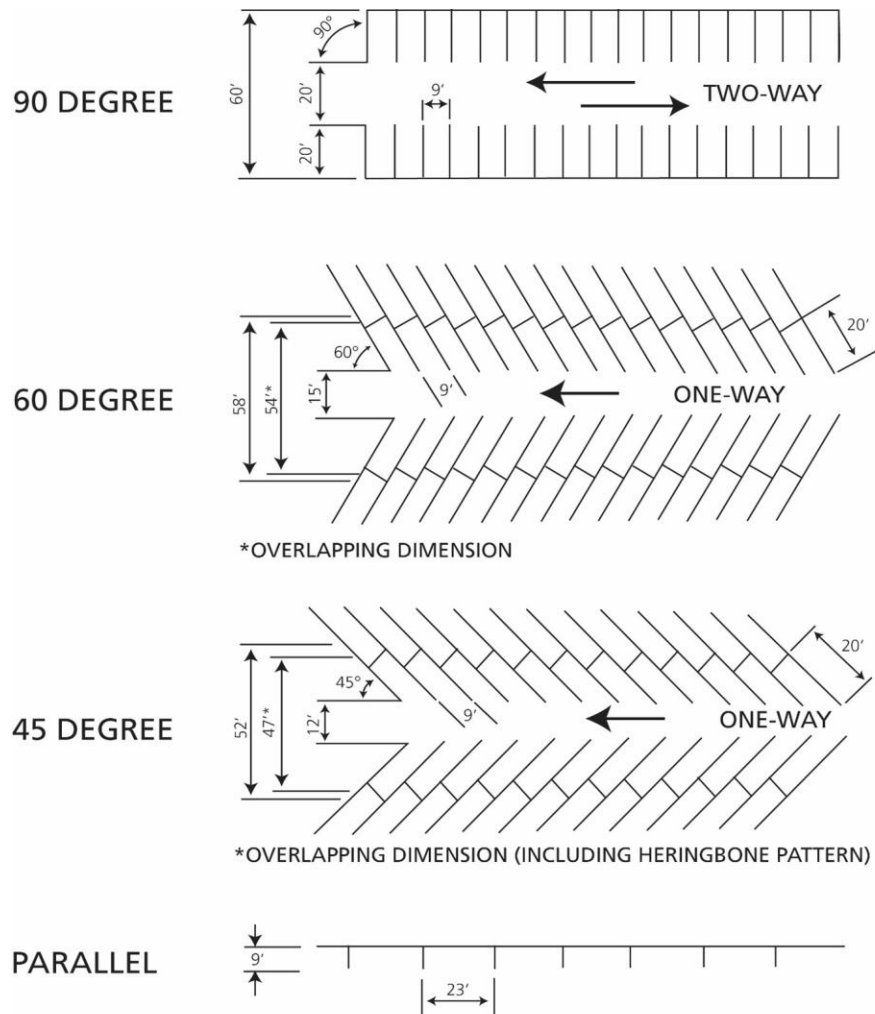 90 DEGREE
60'
90°
20'
20'
9'
TWO-WAY
60 DEGREE
58'
54'*
60°
15'
9'
ONE-WAY
20'
*OVERLAPPING DIMENSION
45 DEGREE
52'
47'*
45°
12'
9'
ONE-WAY
20'
*OVERLAPPING DIMENSION (INCLUDING HERINGBONE PATTERN)
PARALLEL
9'
23'